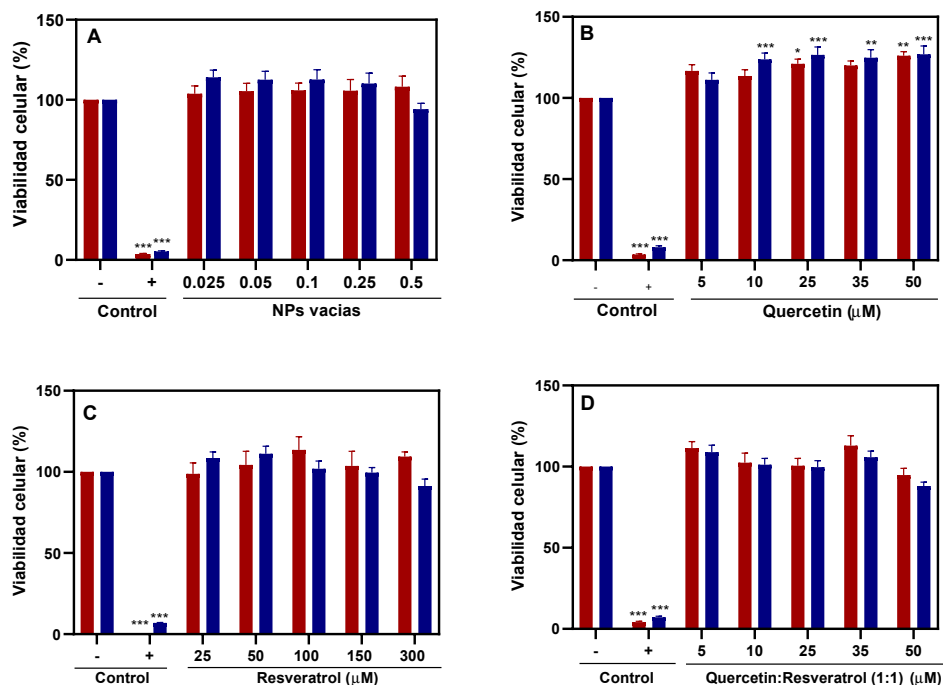 A
Viabilidad celular (%)
150
100
50
0
*** ***
- + 0.025 0.05 0.1 0.25 0.5
Control NPs vacias
B
Viabilidad celular (%)
150
100
50
0
*** *** *** * *** ** ** ***
- + 5 10 25 35 50
Control Quercetin (μM)
C
Viabilidad celular (%)
150
100
50
0
*** ***
- + 25 50 100 150 300
Control Resveratrol (μM)
D
Viabilidad celular (%)
150
100
50
0
*** ***
- + 5 10 25 35 50
Control Quercetin:Resveratrol (1:1) (μM)